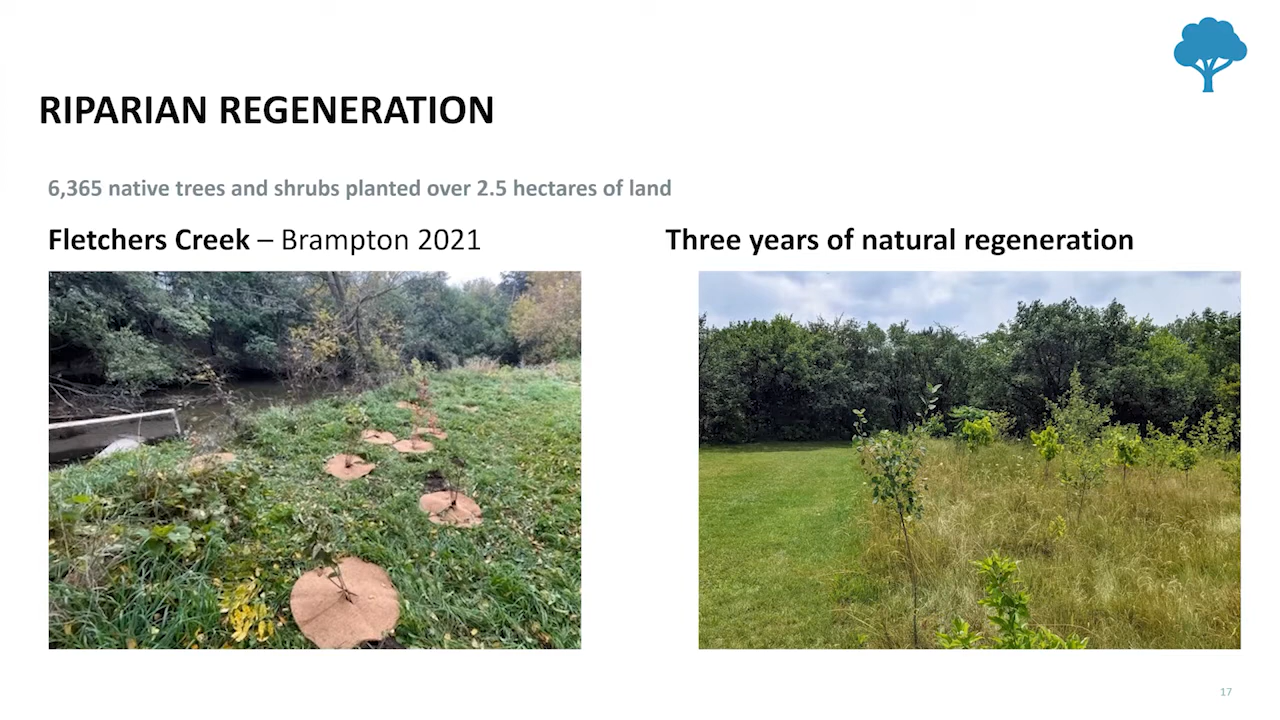 RIPARIAN REGENERATION
6,365 native trees and shrubs planted over 2.5 hectares of land
Fletchers Creek – Brampton 2021
Three years of natural regeneration
17